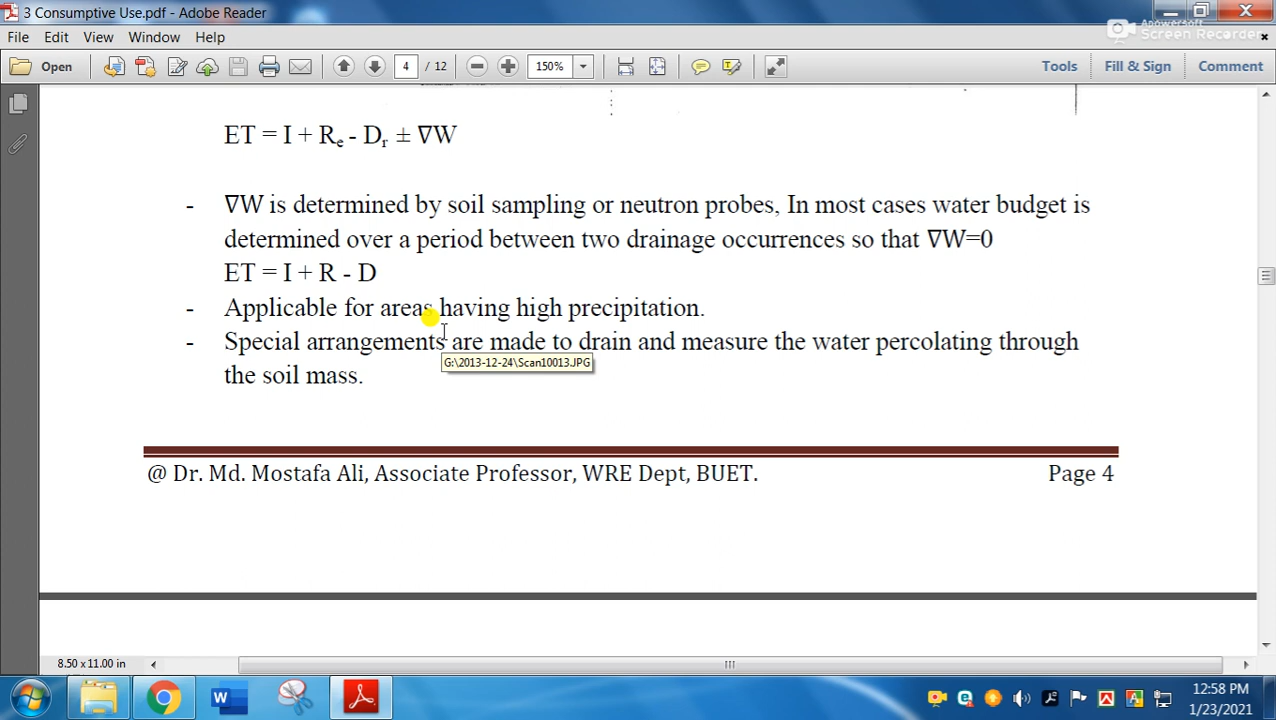 3 Consumptive Use.pdf - Adobe Reader
Apowersoft
Screen Recorder
File Edit View Window Help
Open 4 / 12 150% Tools Fill & Sign Comment
ET = I + Re - Dr ± ∇W
- ∇W is determined by soil sampling or neutron probes, In most cases water budget is
determined over a period between two drainage occurrences so that ∇W=0
ET = I + R - D
- Applicable for areas having high precipitation.
- Special arrangements are made to drain and measure the water percolating through
G:\2013-12-24\Scan10013.JPG
the soil mass.
@ Dr. Md. Mostafa Ali, Associate Professor, WRE Dept, BUET. Page 4
8.50 x 11.00 in
12:58 PM
1/23/2021